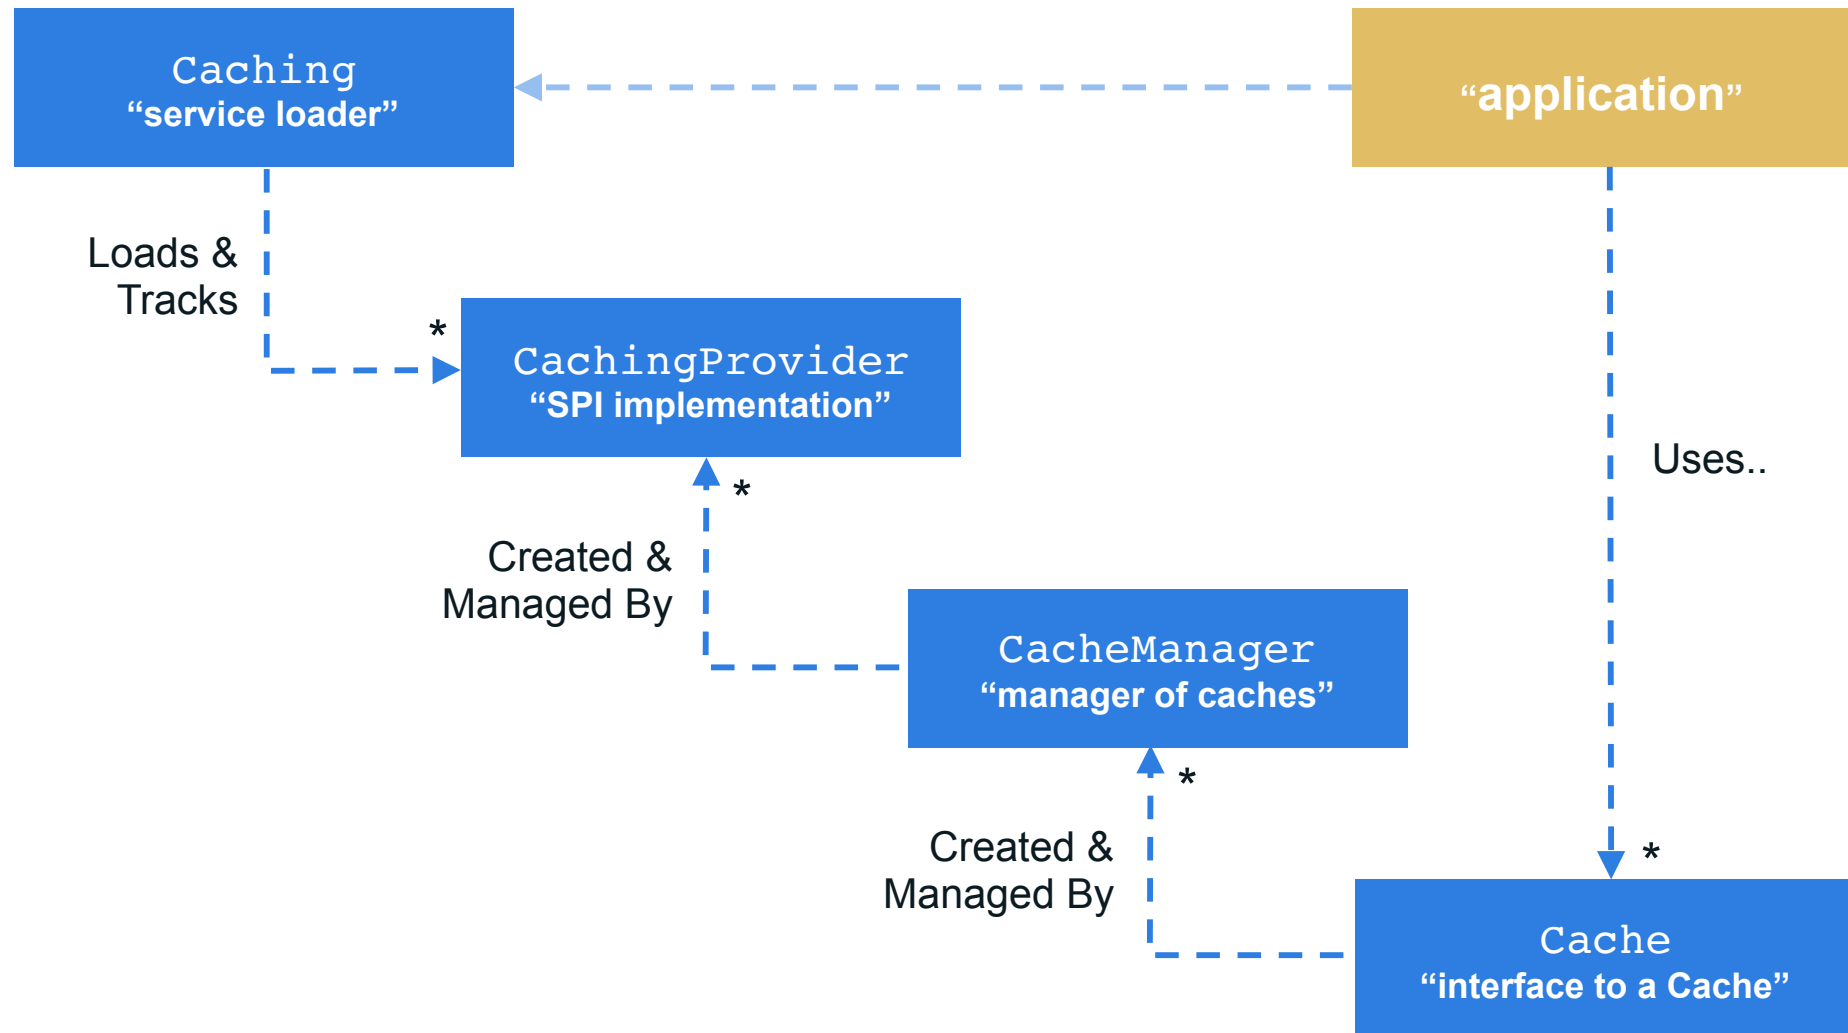 Caching
“service loader”
“application”
Loads &
Tracks
*
CachingProvider
“SPI implementation”
*
Uses..
Created &
Managed By
CacheManager
“manager of caches”
*
Created &
Managed By
*
Cache
“interface to a Cache”